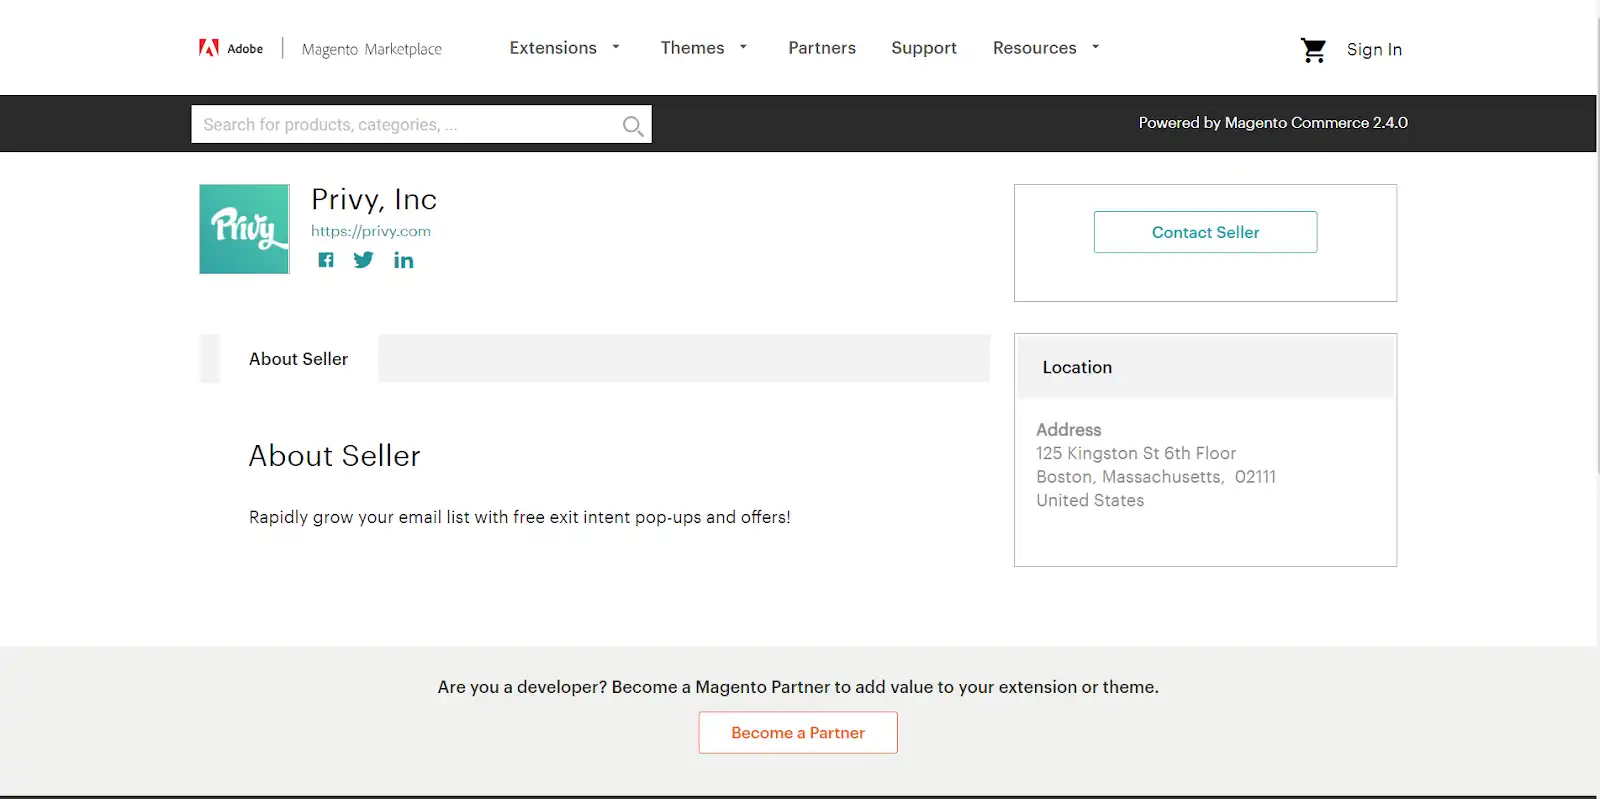 Adobe
Magento Marketplace
Extensions
Themes
Partners
Support
Resources
Sign In
Search for products, categories, ...
Powered by Magento Commerce 2.4.0
Privy
Privy, Inc
https://privy.com
Contact Seller
About Seller
Location
About Seller
Rapidly grow your email list with free exit intent pop-ups and offers!
Address
125 Kingston St 6th Floor
Boston, Massachusetts, 02111
United States
Are you a developer? Become a Magento Partner to add value to your extension or theme.
Become a Partner